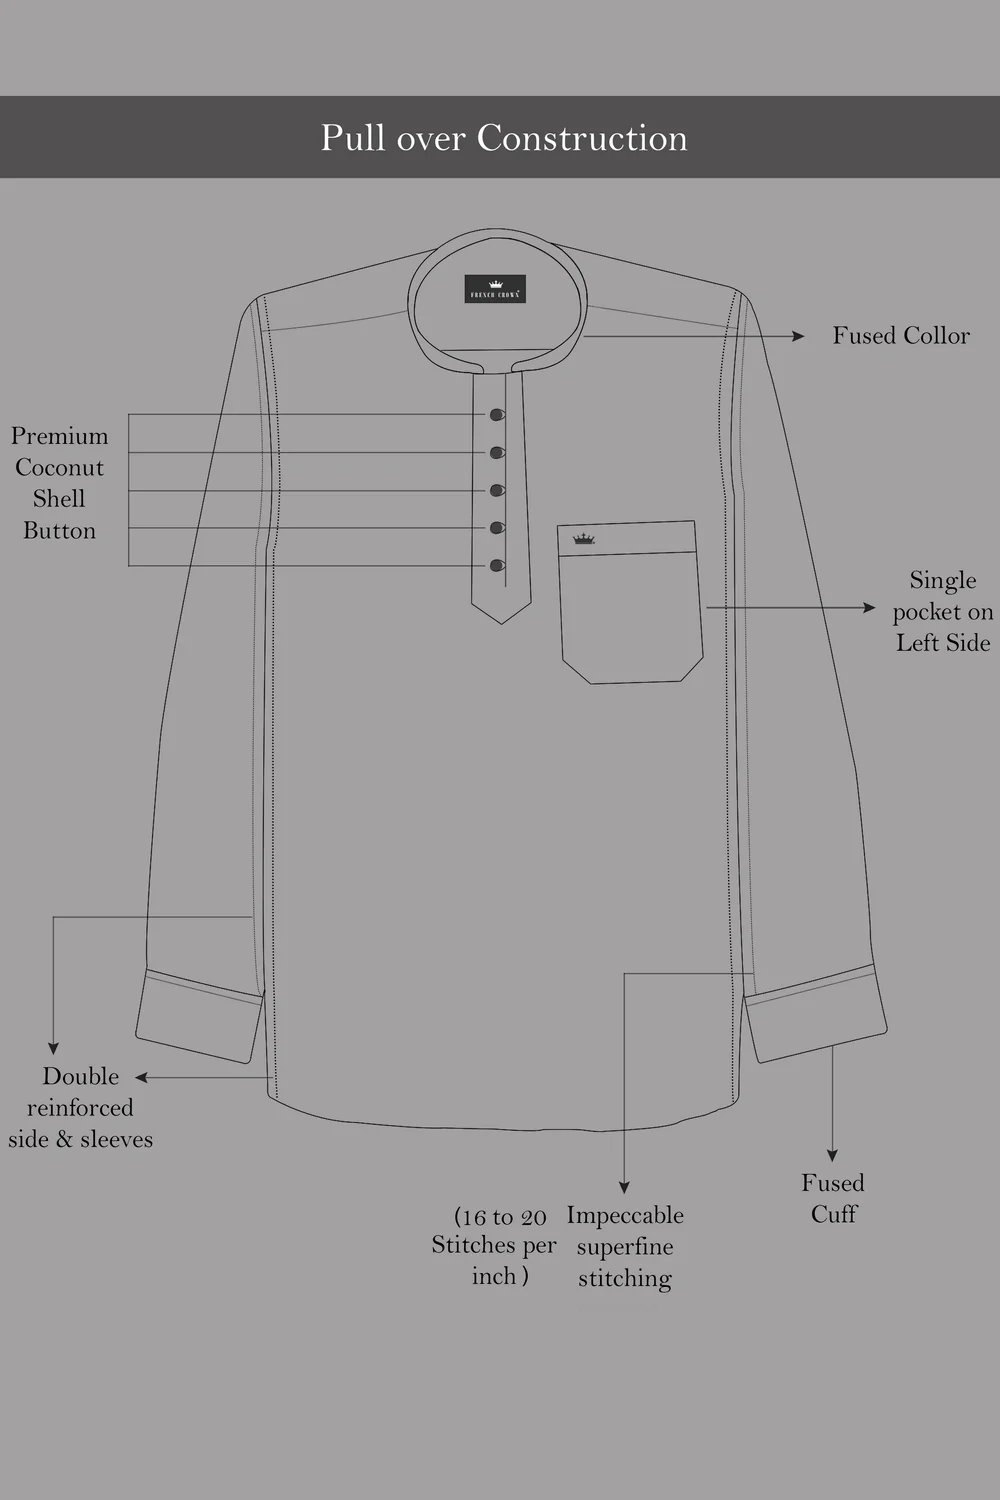 Pull over Construction
FRENCH CROWN
Fused Collor
Premium
Coconut
Shell
Button
Single
pocket on
Left Side
Double
reinforced
side & sleeves
Fused
Cuff
(16 to 20
Stitches per
inch )
Impeccable
superfine
stitching